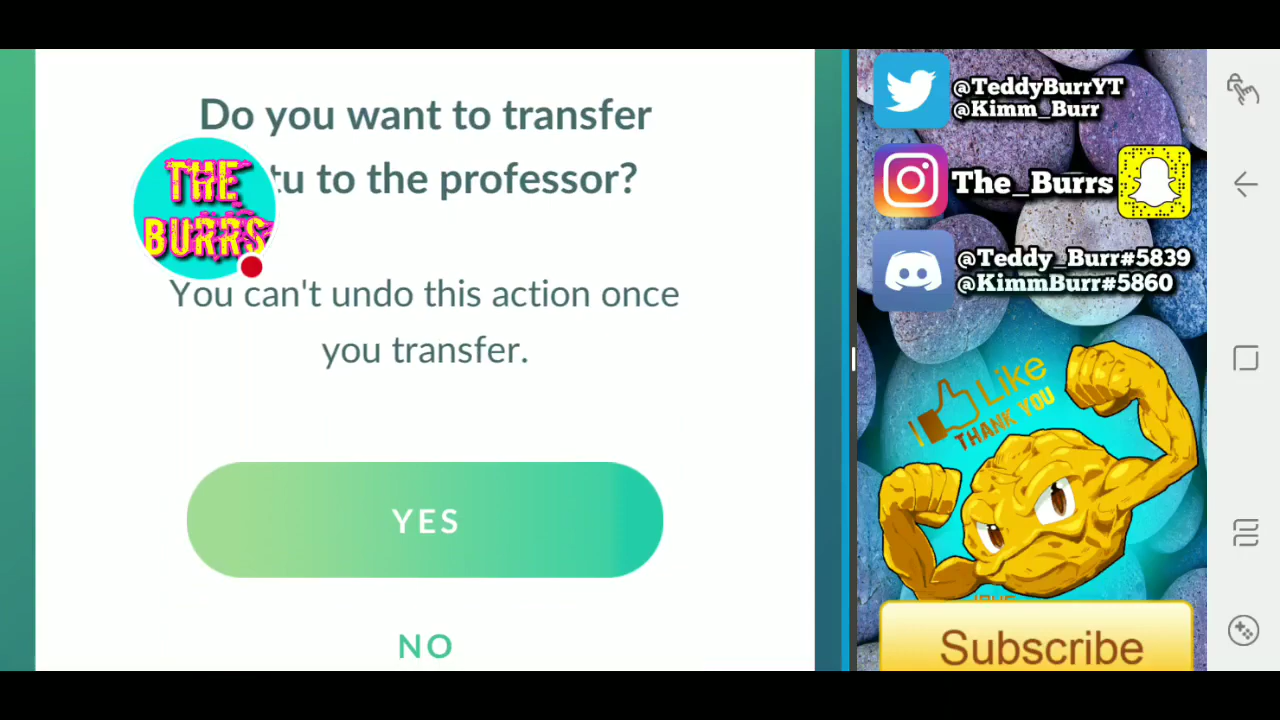 Do you want to transfer
tu to the professor?
THE
BURRS
You can't undo this action once
you transfer.
YES
NO
@TeddyBurrYT
@Kimm_Burr
The_Burrs
@Teddy_Burr#5839
@KimmBurr#5860
Like
THANK YOU
Subscribe